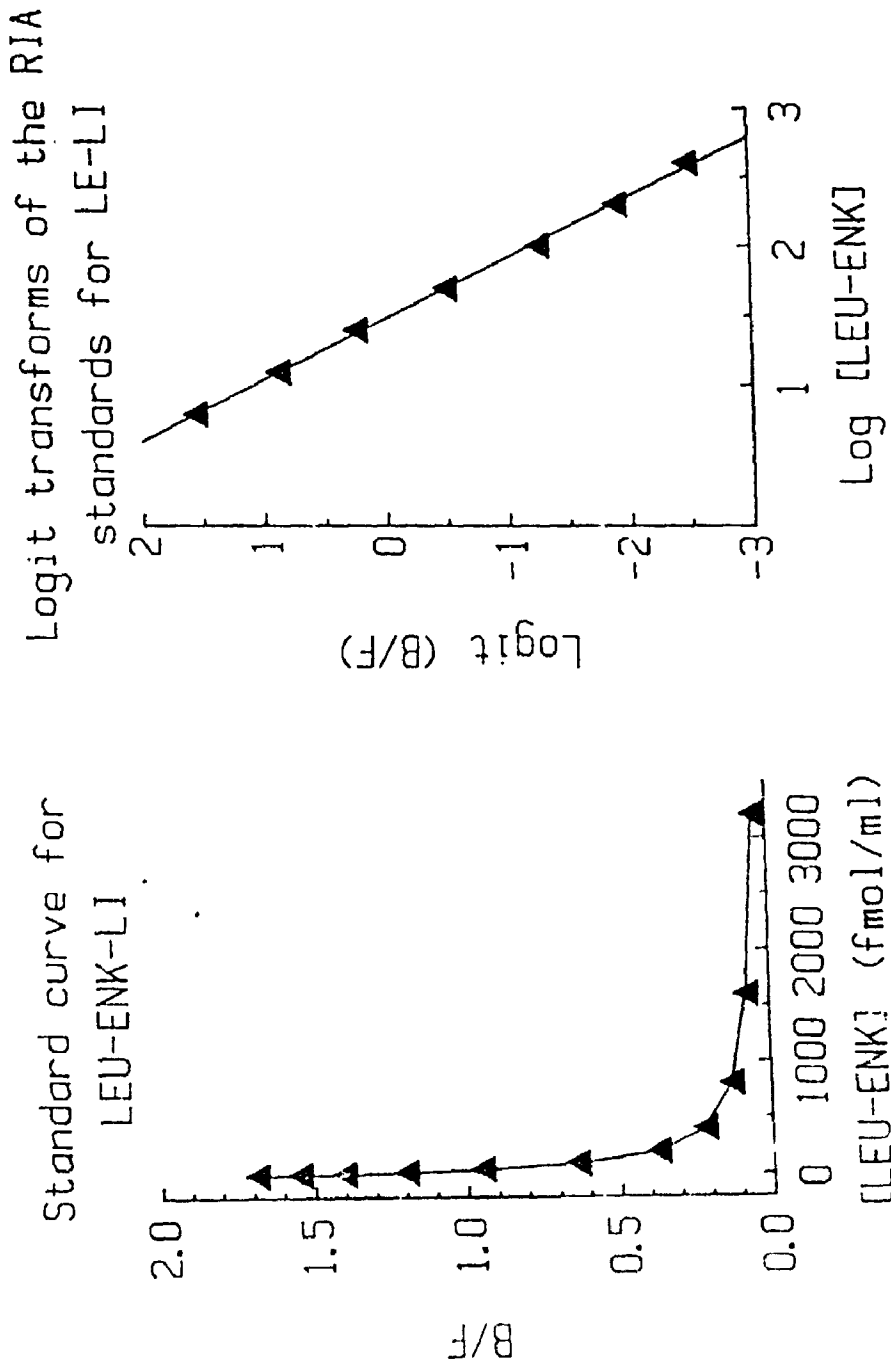 Standard curve for
LEU-ENK-LI
B/F
2.0
1.5
1.0
0.5
0.0
0 1000 2000 3000
[LEU-ENK] (fmol/ml)
Logit transforms of the RIA
standards for LE-LI
Logit (B/F)
2
1
0
-1
-2
-3
1 2 3
Log [LEU-ENK]